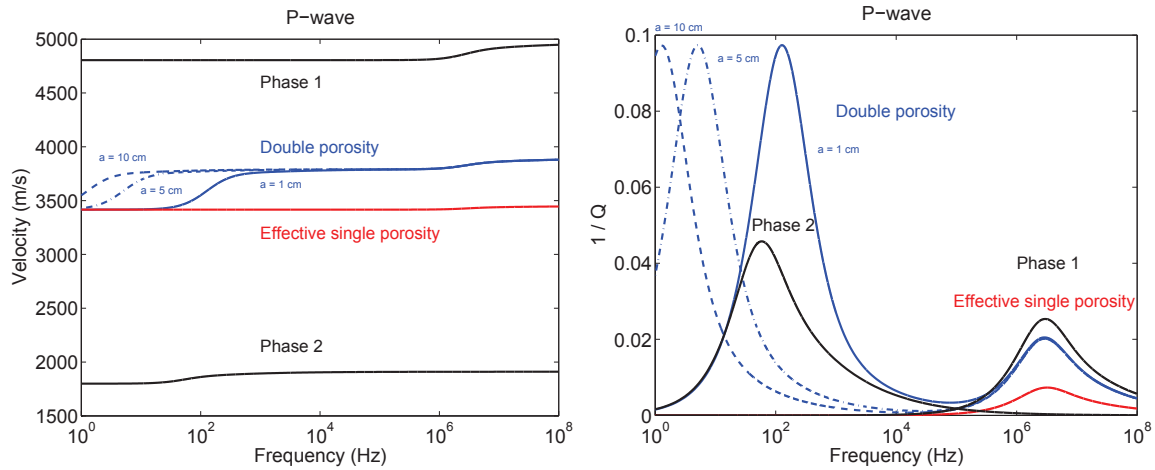 P−wave
5000
4500
4000
3500
3000
2500
2000
1500
Velocity (m/s)
Phase 1
Double porosity
a = 10 cm
a = 5 cm
a = 1 cm
Effective single porosity
Phase 2
10^0
10^2
10^4
10^6
10^8
Frequency (Hz)
P−wave
0.1
0.08
0.06
0.04
0.02
0
1 / Q
a = 10 cm
a = 5 cm
Double porosity
a = 1 cm
Phase 2
Phase 1
Effective single porosity
10^0
10^2
10^4
10^6
10^8
Frequency (Hz)